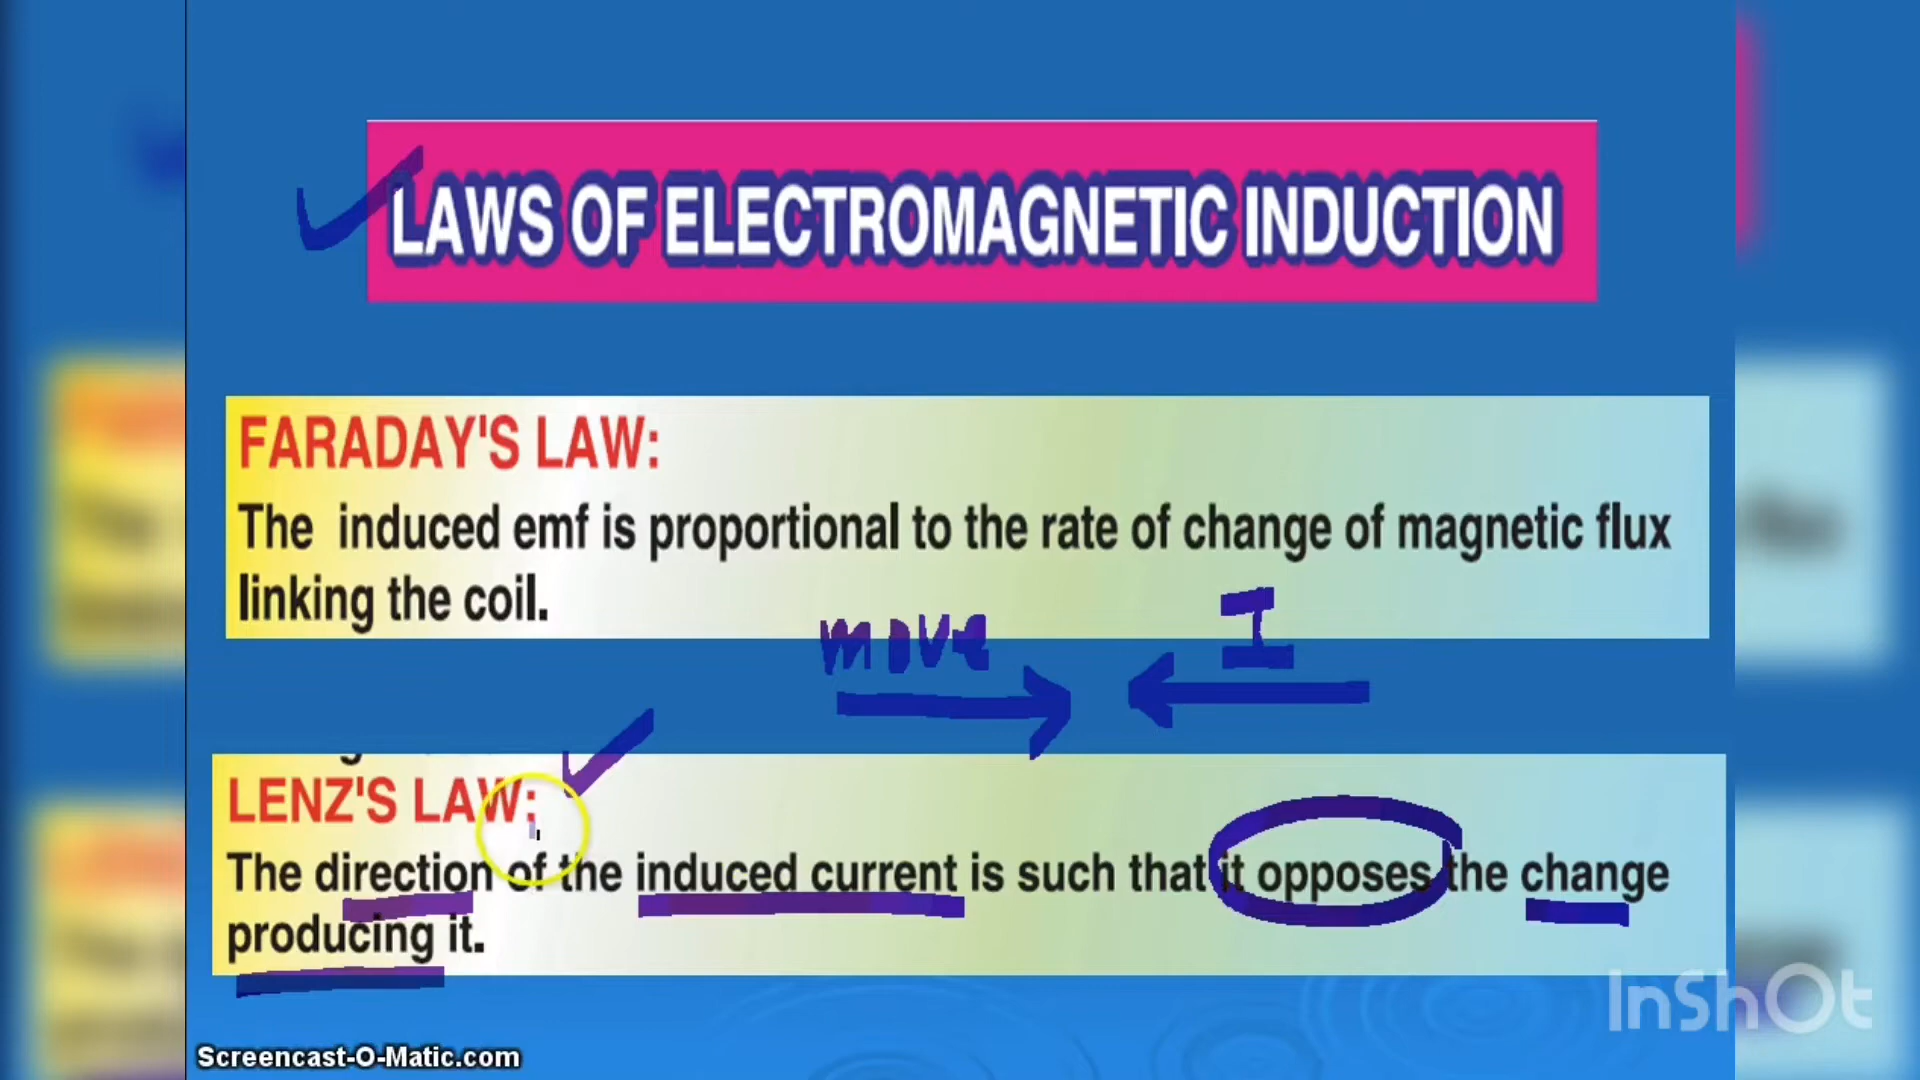 LAWS OF ELECTROMAGNETIC INDUCTION
FARADAY'S LAW:
The induced emf is proportional to the rate of change of magnetic flux
linking the coil.
move
I
LENZ'S LAW:
The direction of the induced current is such that it opposes the change
producing it.
InShOt
Screencast-O-Matic.com